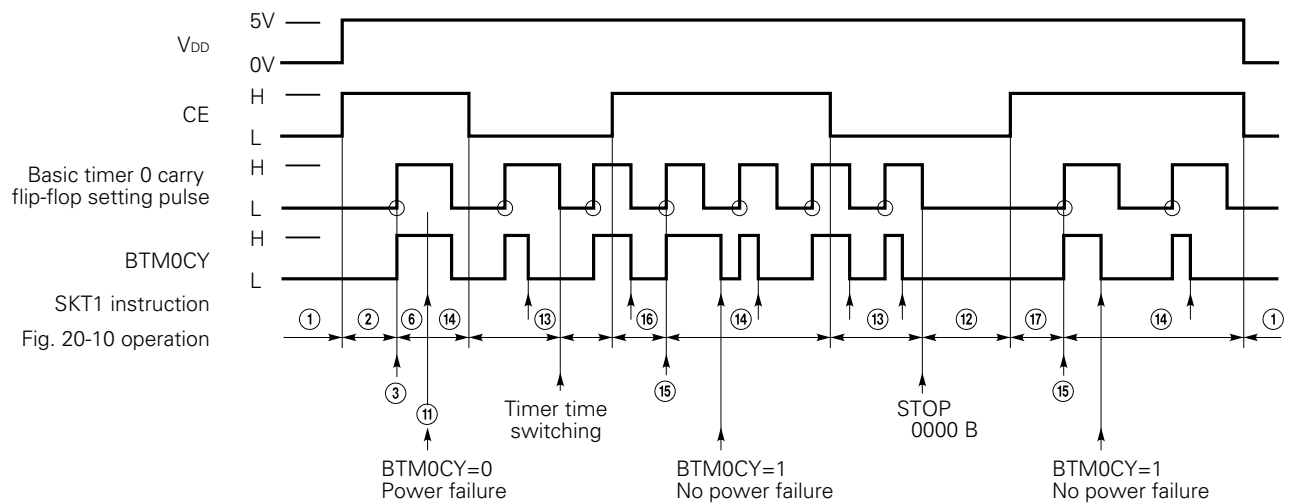 5V
VDD
0V
H
CE
L
H
Basic timer 0 carry
flip-flop setting pulse
L
H
BTM0CY
L
SKT1 instruction
① ② ⑥ ⑭ ⑬ ⑯ ⑭ ⑬ ⑫ ⑰ ⑭ ①
Fig. 20-10 operation
③ ⑮ ⑮
⑪
Timer time
switching
STOP
0000 B
BTM0CY=0
Power failure
BTM0CY=1
No power failure
BTM0CY=1
No power failure